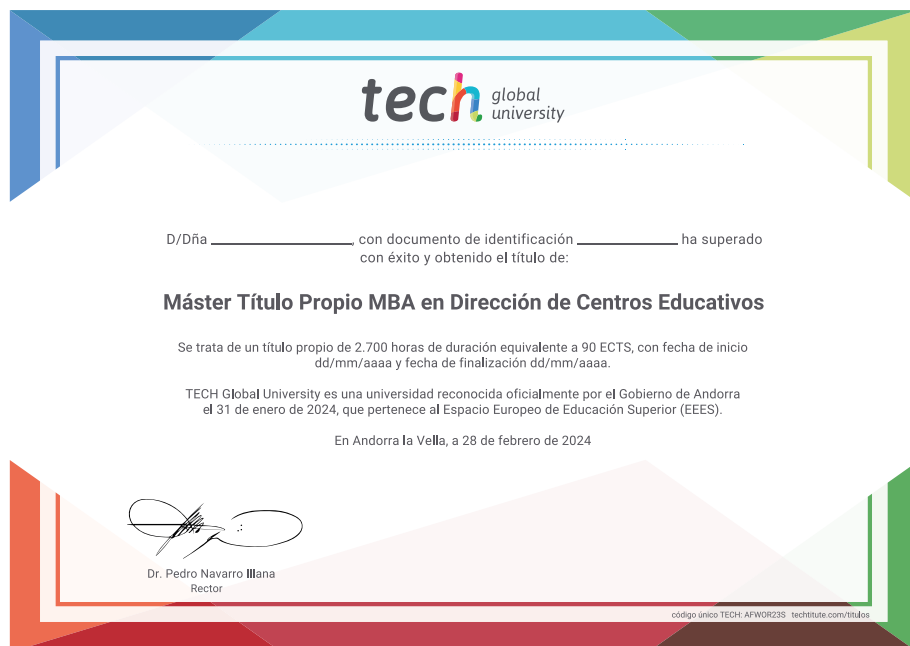 tech global university
D/Dña , con documento de identificación ha superado
con éxito y obtenido el título de:
Máster Título Propio MBA en Dirección de Centros Educativos
Se trata de un título propio de 2.700 horas de duración equivalente a 90 ECTS, con fecha de inicio
dd/mm/aaaa y fecha de finalización dd/mm/aaaa.
TECH Global University es una universidad reconocida oficialmente por el Gobierno de Andorra
el 31 de enero de 2024, que pertenece al Espacio Europeo de Educación Superior (EEES).
En Andorra la Vella, a 28 de febrero de 2024
Dr. Pedro Navarro Illana
Rector
código único TECH: AFWOR23S techtitute.com/titulos